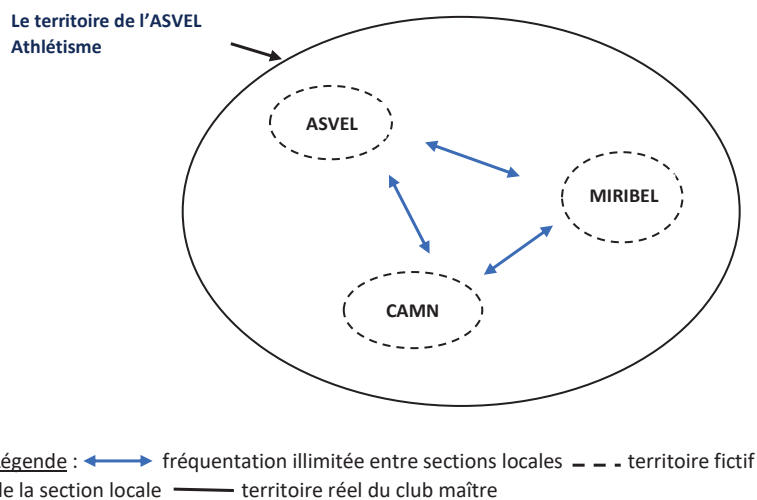 Le territoire de l'ASVEL
Athlétisme
ASVEL
MIRIBEL
CAMN
égende : fréquentation illimitée entre sections locales territoire fictif
de la section locale territoire réel du club maître